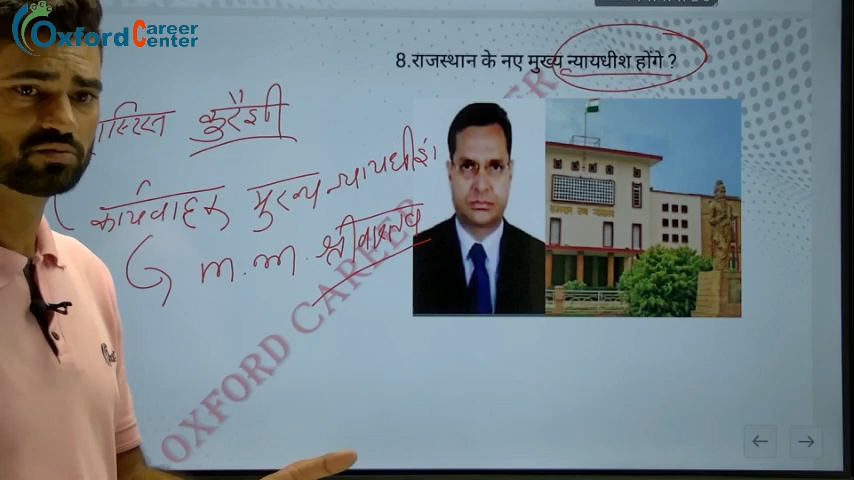 Oxford Career Center
8.राजस्थान के नए मुख्य न्यायधीश होंगे ?
कुरैशी
कार्यवाहक मुख्य न्यायधीश
M.M. श्रीवास्तव
OXFORD CAREER